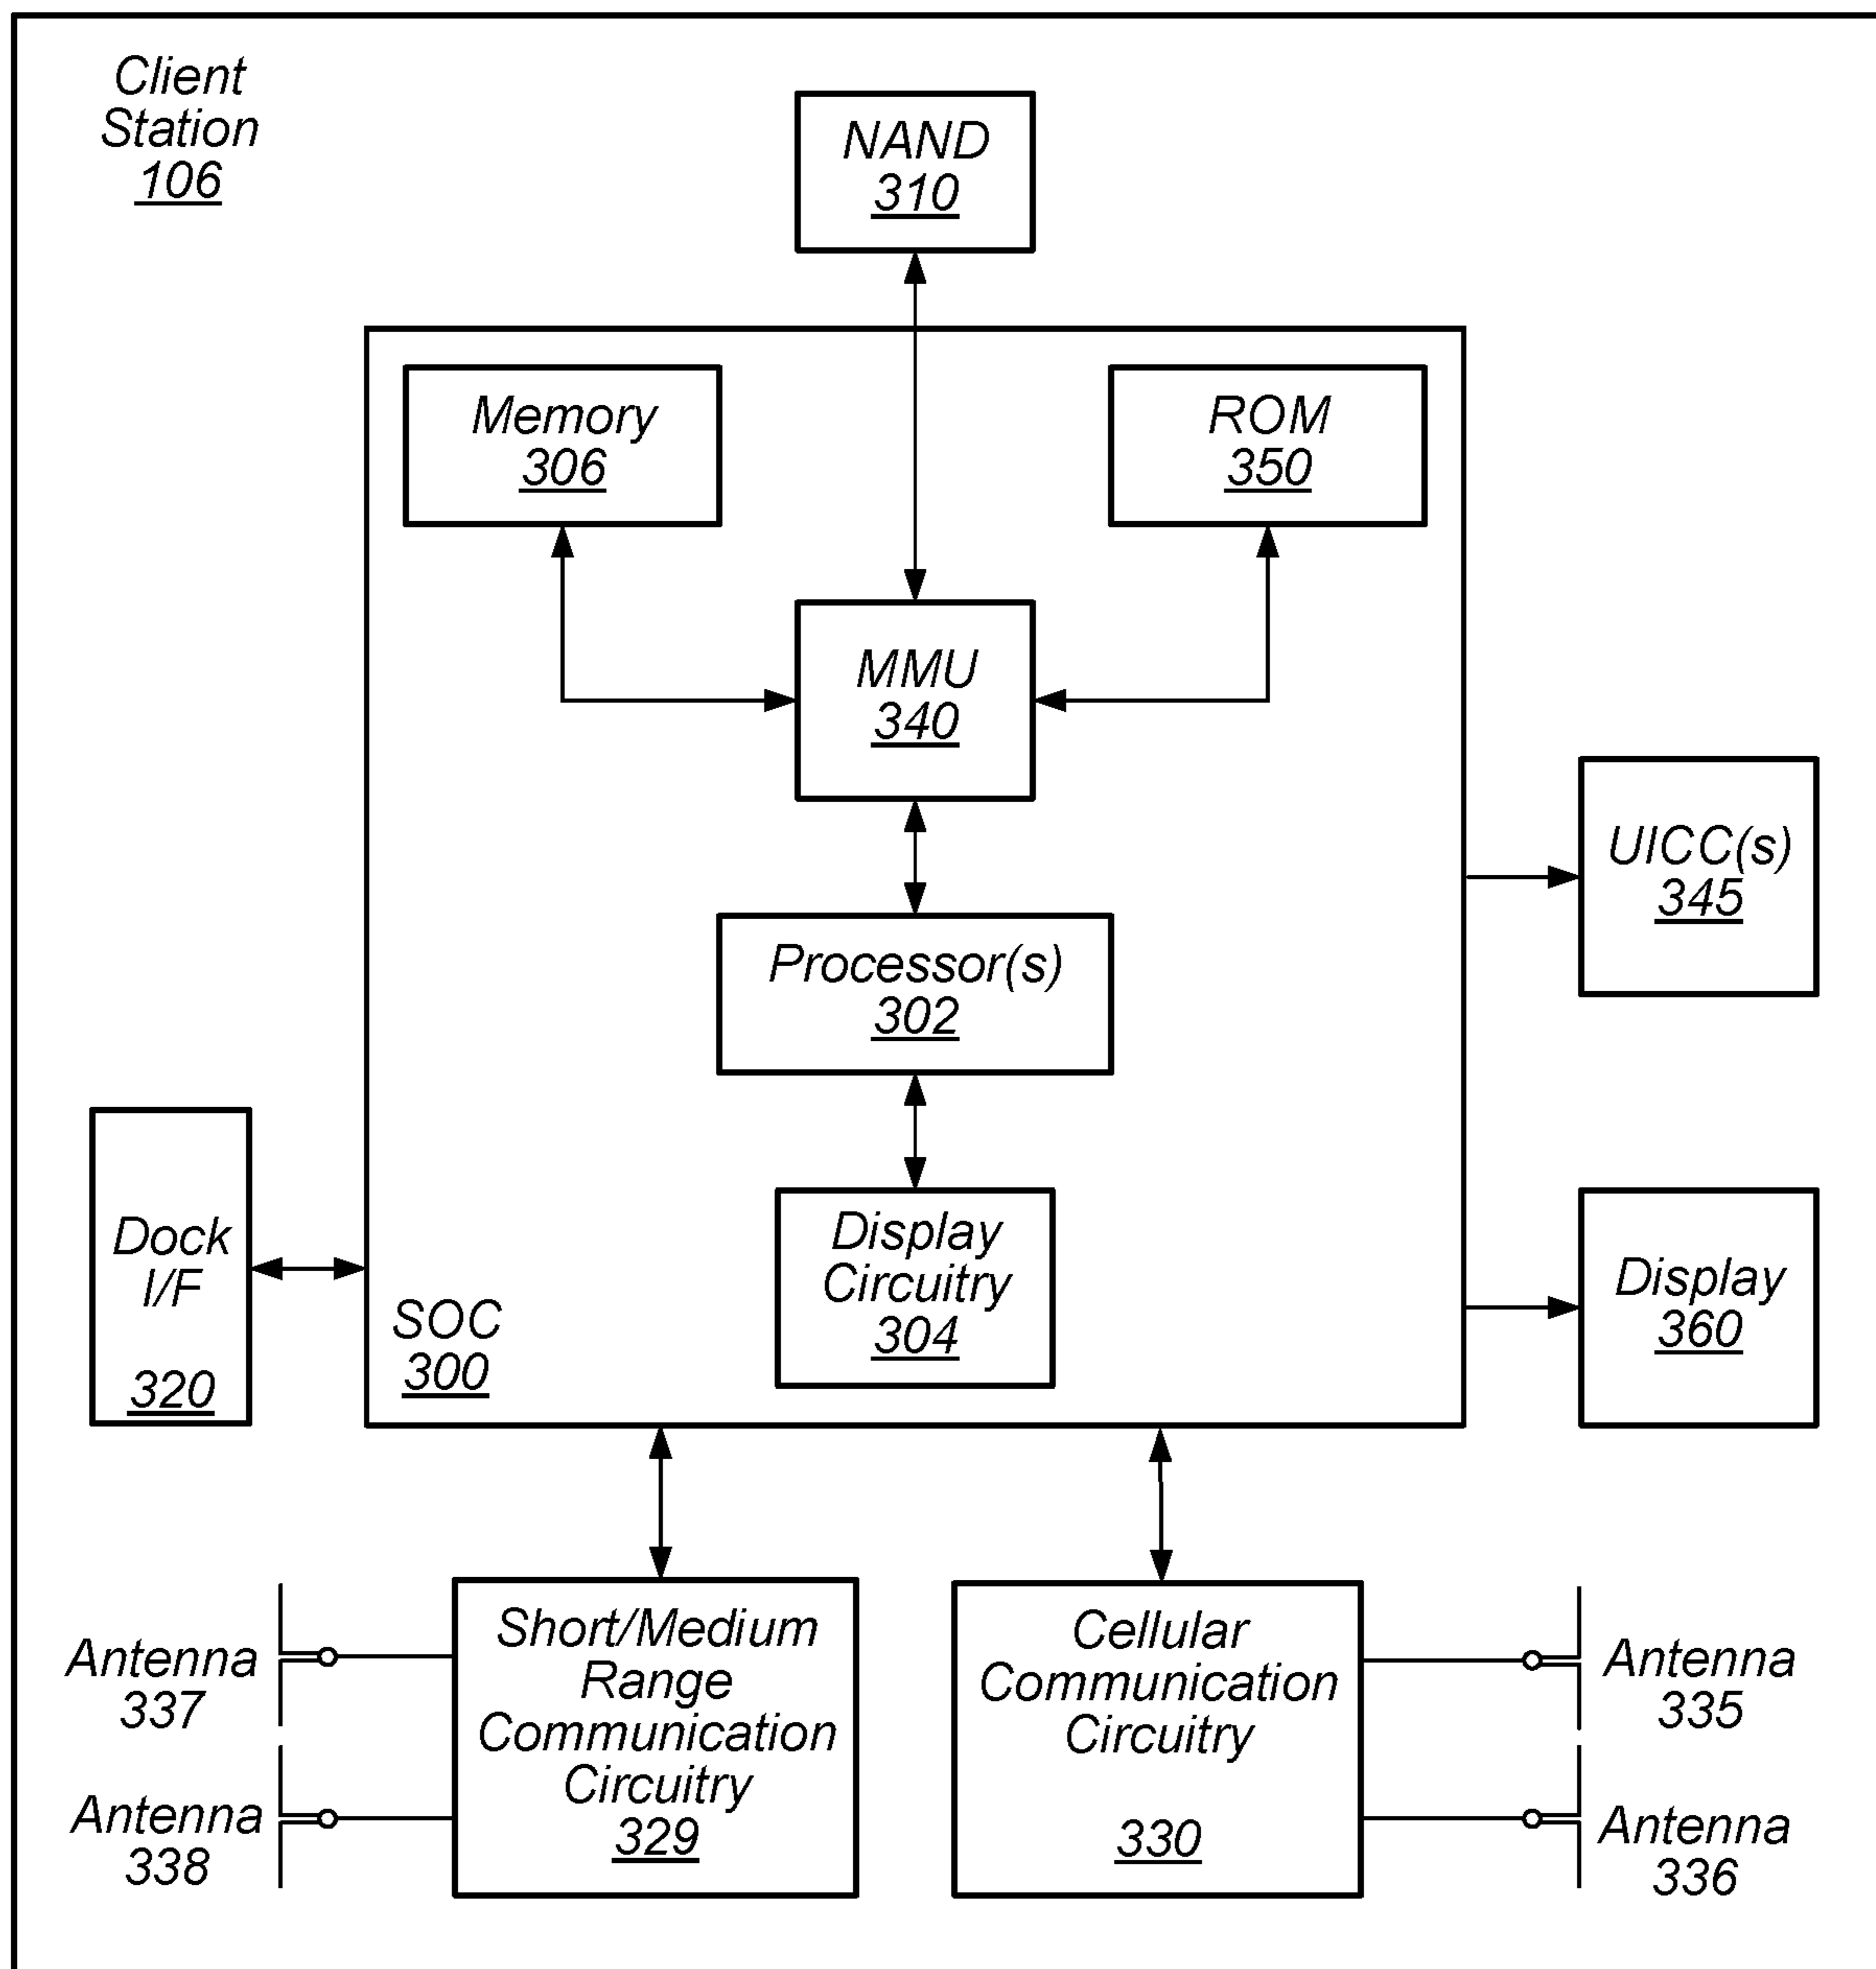 Client
Station
106
NAND
310
Memory
306
ROM
350
MMU
340
UICC(s)
345
Processor(s)
302
Dock
I/F
320
Display
Circuitry
304
SOC
300
Display
360
Short/Medium
Range
Communication
Circuitry
329
Cellular
Communication
Circuitry
330
Antenna
337
Antenna
338
Antenna
335
Antenna
336